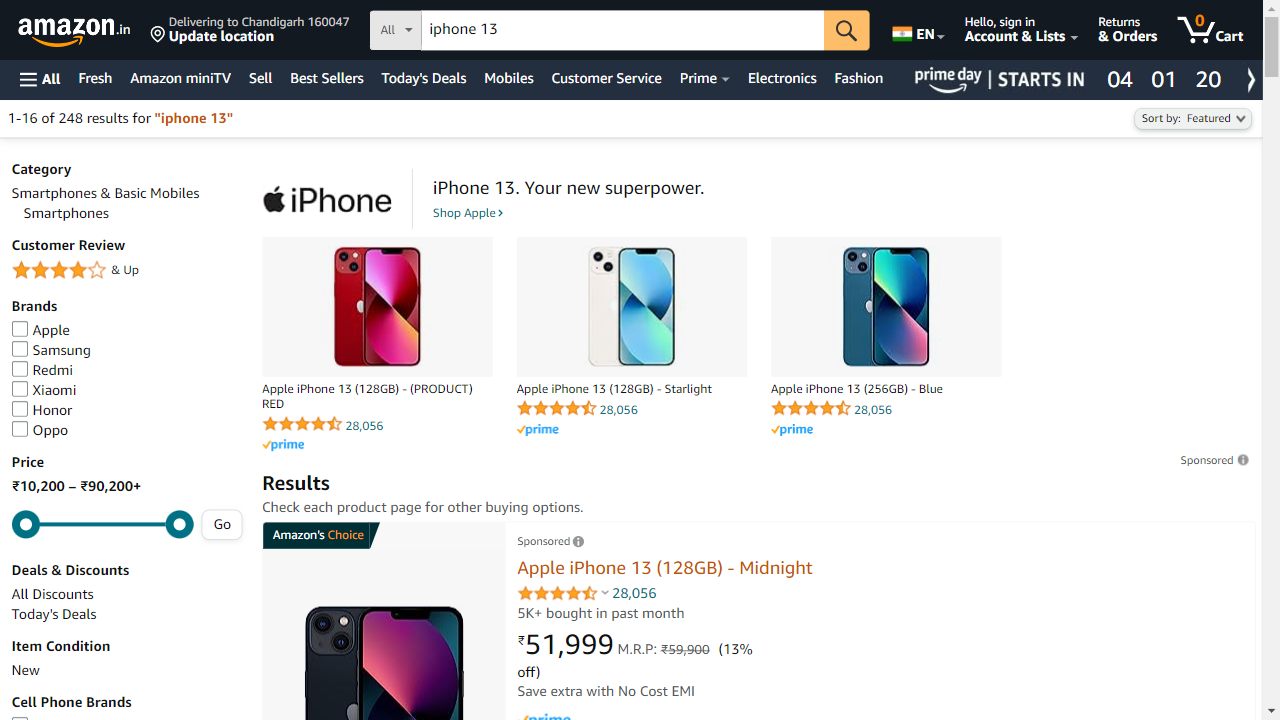 amazon.in
Delivering to Chandigarh 160047
Update location
All
iphone 13
EN
Hello, sign in
Account & Lists
Returns
& Orders
0
Cart
All
Fresh
Amazon miniTV
Sell
Best Sellers
Today's Deals
Mobiles
Customer Service
Prime
Electronics
Fashion
prime day | STARTS IN 04 01 20
1-16 of 248 results for "iphone 13"
Sort by: Featured
Category
Smartphones & Basic Mobiles
Smartphones
Customer Review
& Up
Brands
Apple
Samsung
Redmi
Xiaomi
Honor
Oppo
Price
₹10,200 – ₹90,200+
Go
Deals & Discounts
All Discounts
Today's Deals
Item Condition
New
Cell Phone Brands
iPhone
iPhone 13. Your new superpower.
Shop Apple
Apple iPhone 13 (128GB) - (PRODUCT)
RED
28,056
prime
Apple iPhone 13 (128GB) - Starlight
28,056
prime
Apple iPhone 13 (256GB) - Blue
28,056
prime
Sponsored
Results
Check each product page for other buying options.
Amazon's Choice
Sponsored
Apple iPhone 13 (128GB) - Midnight
28,056
5K+ bought in past month
₹51,999 M.R.P: ₹59,900 (13%
off)
Save extra with No Cost EMI
prime